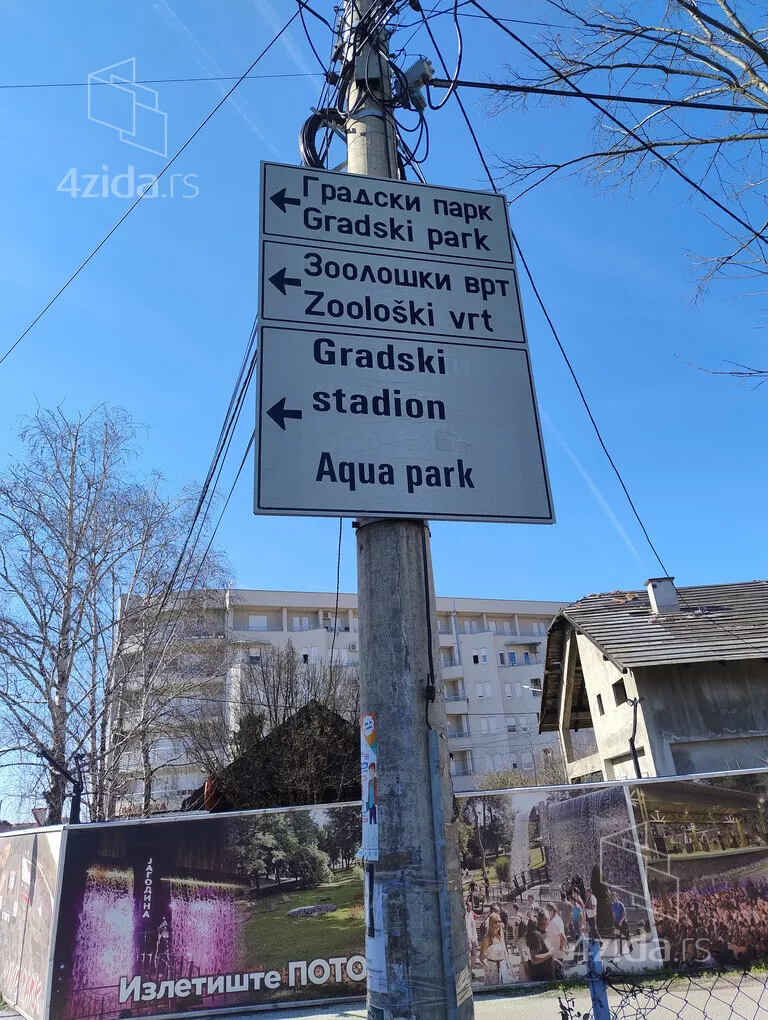 4zida.rs
Градски парк
Gradski park
Зоолошки врт
Zoološki vrt
Gradski
stadion
Aqua park
ЈАГОДИНА
Излетиште ПОТО
4zida.rs